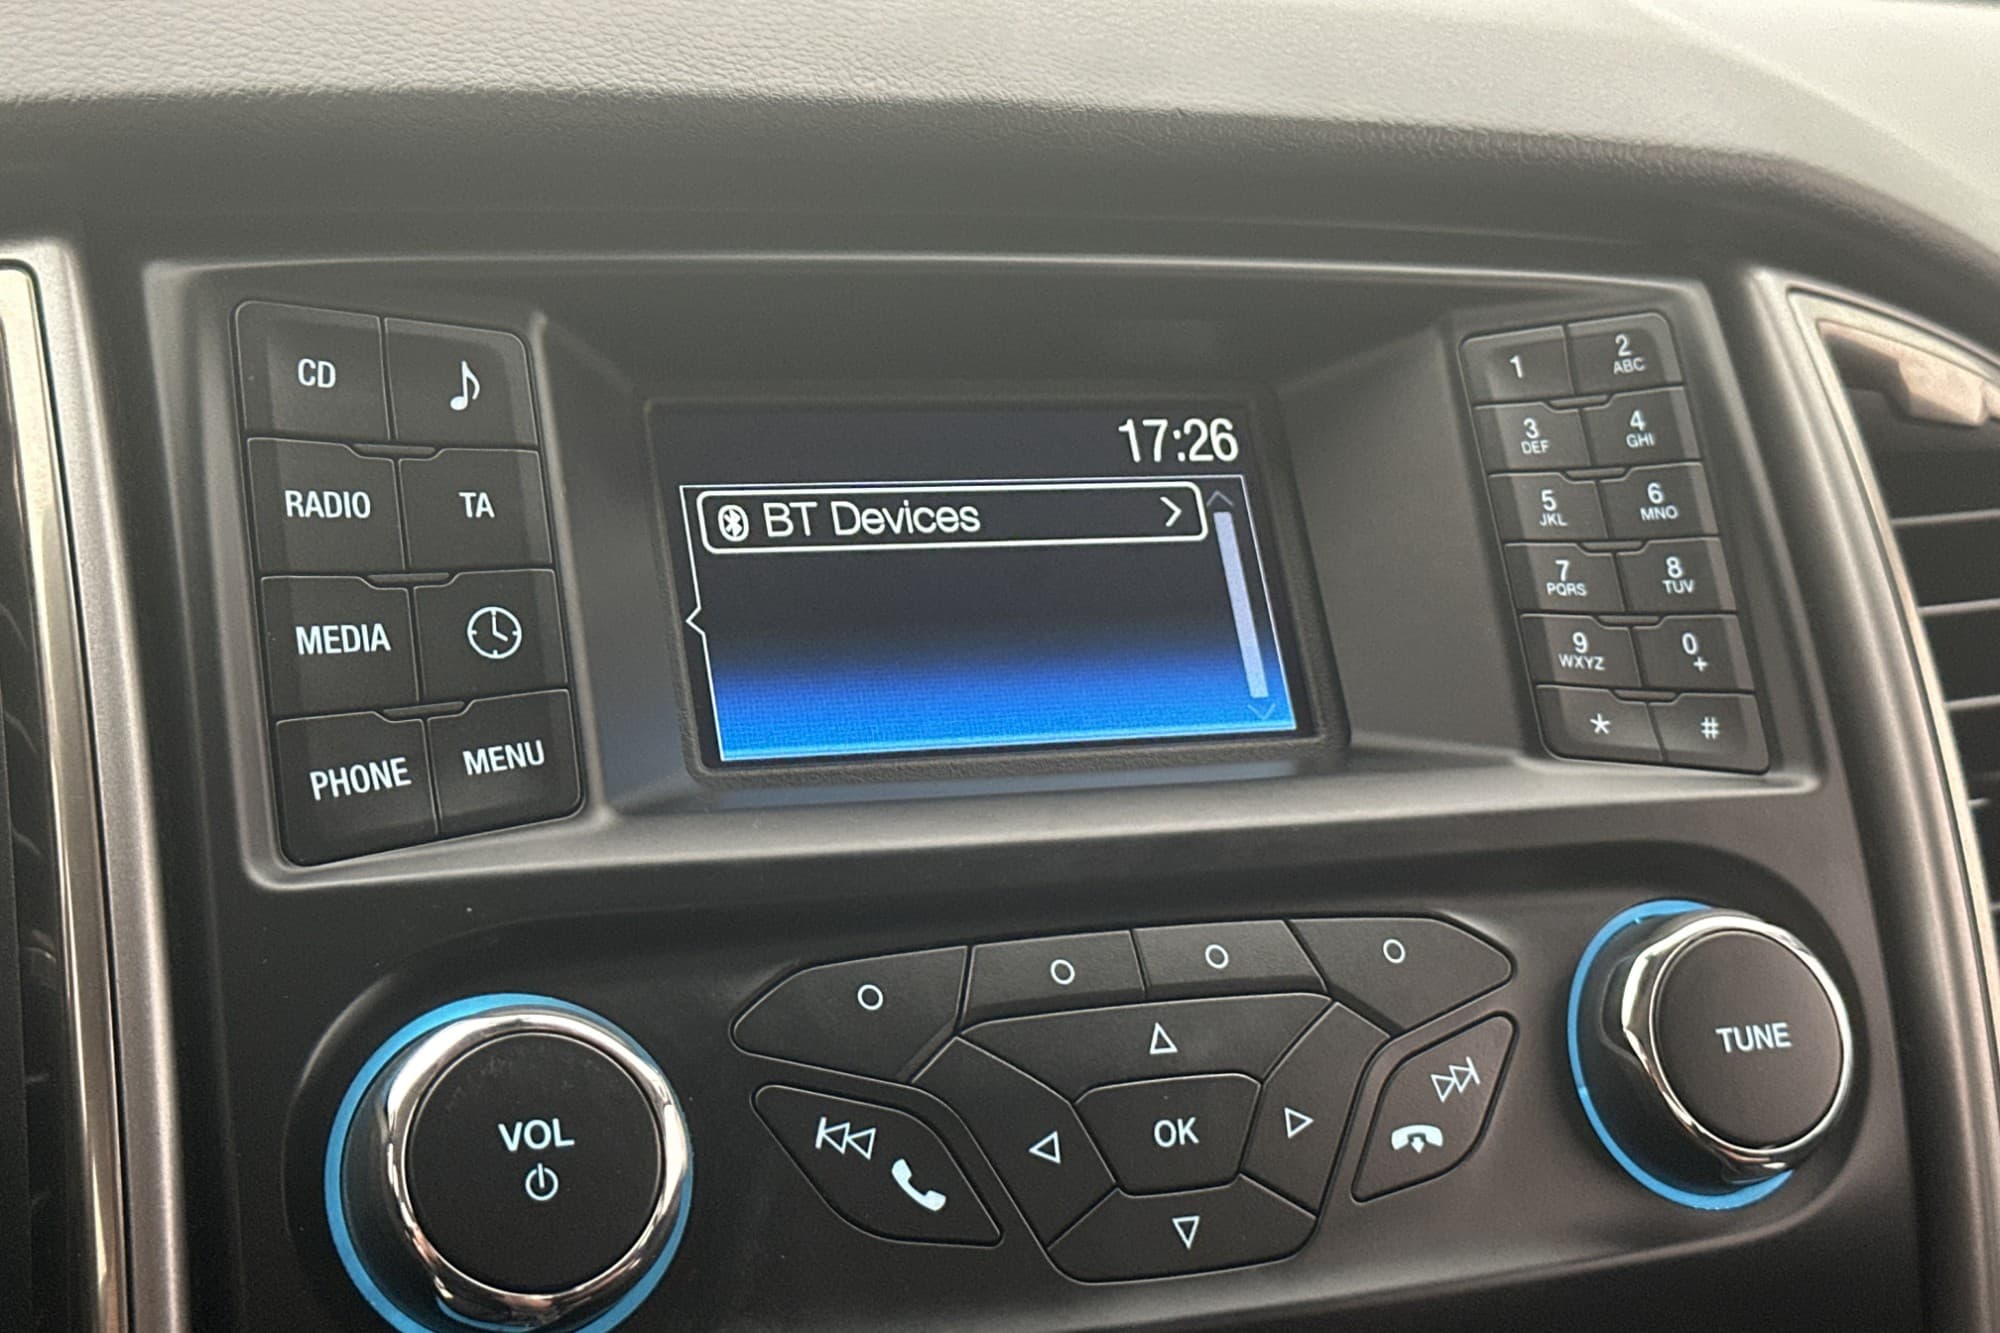 CD
RADIO
TA
MEDIA
PHONE
MENU
17:26
BT Devices
1
2
ABC
3
DEF
4
GHI
5
JKL
6
MNO
7
PQRS
8
TUV
9
WXYZ
0
+
*
#
VOL
OK
TUNE